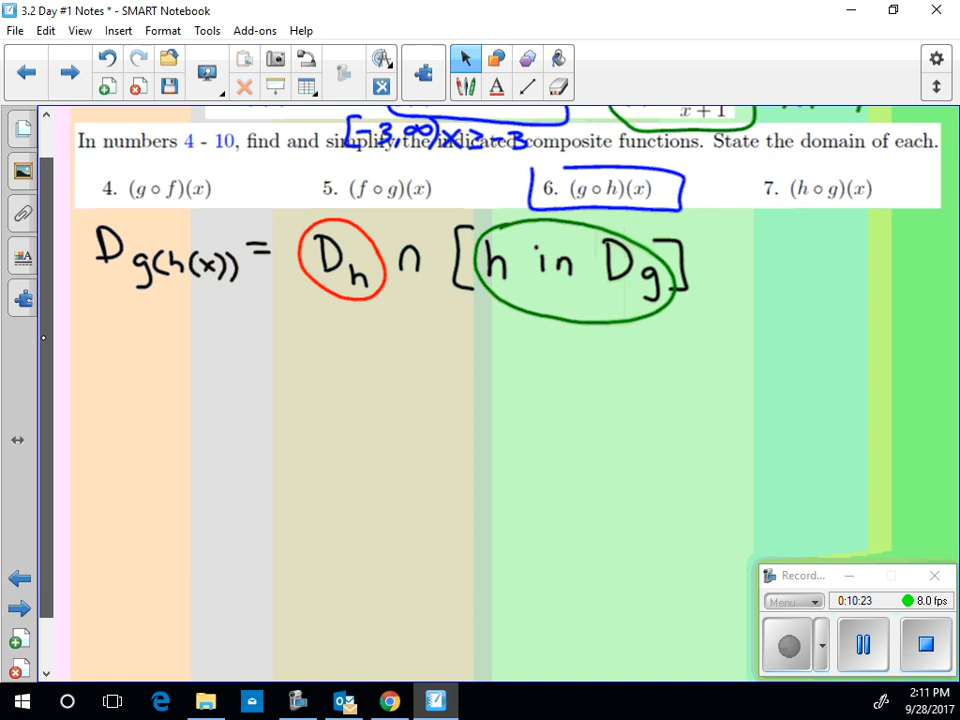 3.2 Day #1 Notes * - SMART Notebook
File Edit View Insert Format Tools Add-ons Help
x + 1
[-3, ∞) x ≥ -3
In numbers 4 - 10, find and simplify the indicated composite functions. State the domain of each.
4. (g ∘ f)(x) 5. (f ∘ g)(x) 6. (g ∘ h)(x) 7. (h ∘ g)(x)
D g(h(x)) = D h ∩ [h in D g]
Record...
Menu 0:10:23 8.0 fps
2:11 PM
9/28/2017